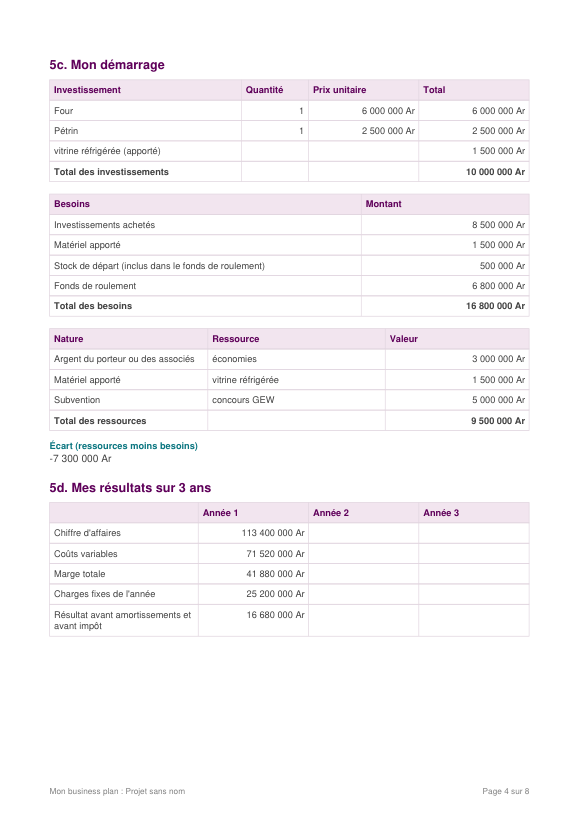 5c. Mon démarrage
Investissement Quantité Prix unitaire Total
Four 1 6 000 000 Ar 6 000 000 Ar
Pétrin 1 2 500 000 Ar 2 500 000 Ar
vitrine réfrigérée (apporté) 1 500 000 Ar
Total des investissements 10 000 000 Ar
Besoins Montant
Investissements achetés 8 500 000 Ar
Matériel apporté 1 500 000 Ar
Stock de départ (inclus dans le fonds de roulement) 500 000 Ar
Fonds de roulement 6 800 000 Ar
Total des besoins 16 800 000 Ar
Nature Ressource Valeur
Argent du porteur ou des associés économies 3 000 000 Ar
Matériel apporté vitrine réfrigérée 1 500 000 Ar
Subvention concours GEW 5 000 000 Ar
Total des ressources 9 500 000 Ar
Écart (ressources moins besoins)
-7 300 000 Ar
5d. Mes résultats sur 3 ans
Année 1 Année 2 Année 3
Chiffre d'affaires 113 400 000 Ar
Coûts variables 71 520 000 Ar
Marge totale 41 880 000 Ar
Charges fixes de l'année 25 200 000 Ar
Résultat avant amortissements et 16 680 000 Ar
avant impôt
Mon business plan : Projet sans nom Page 4 sur 8